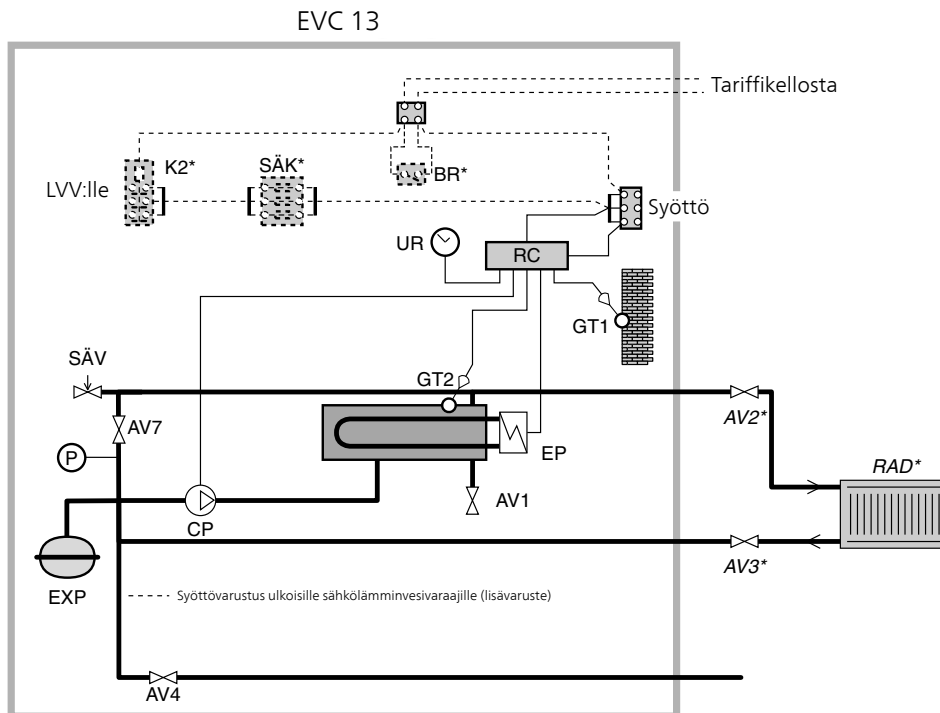 EVC 13
Tariffikellosta
K2*
SÄK*
BR*
LVV:lle
Syöttö
UR
RC
GT1
SÄV
GT2
AV7
AV2*
P
EP
RAD*
AV1
CP
AV3*
EXP
Syöttövarustus ulkoisille sähkölämminvesivaraajille (lisävaruste)
AV4